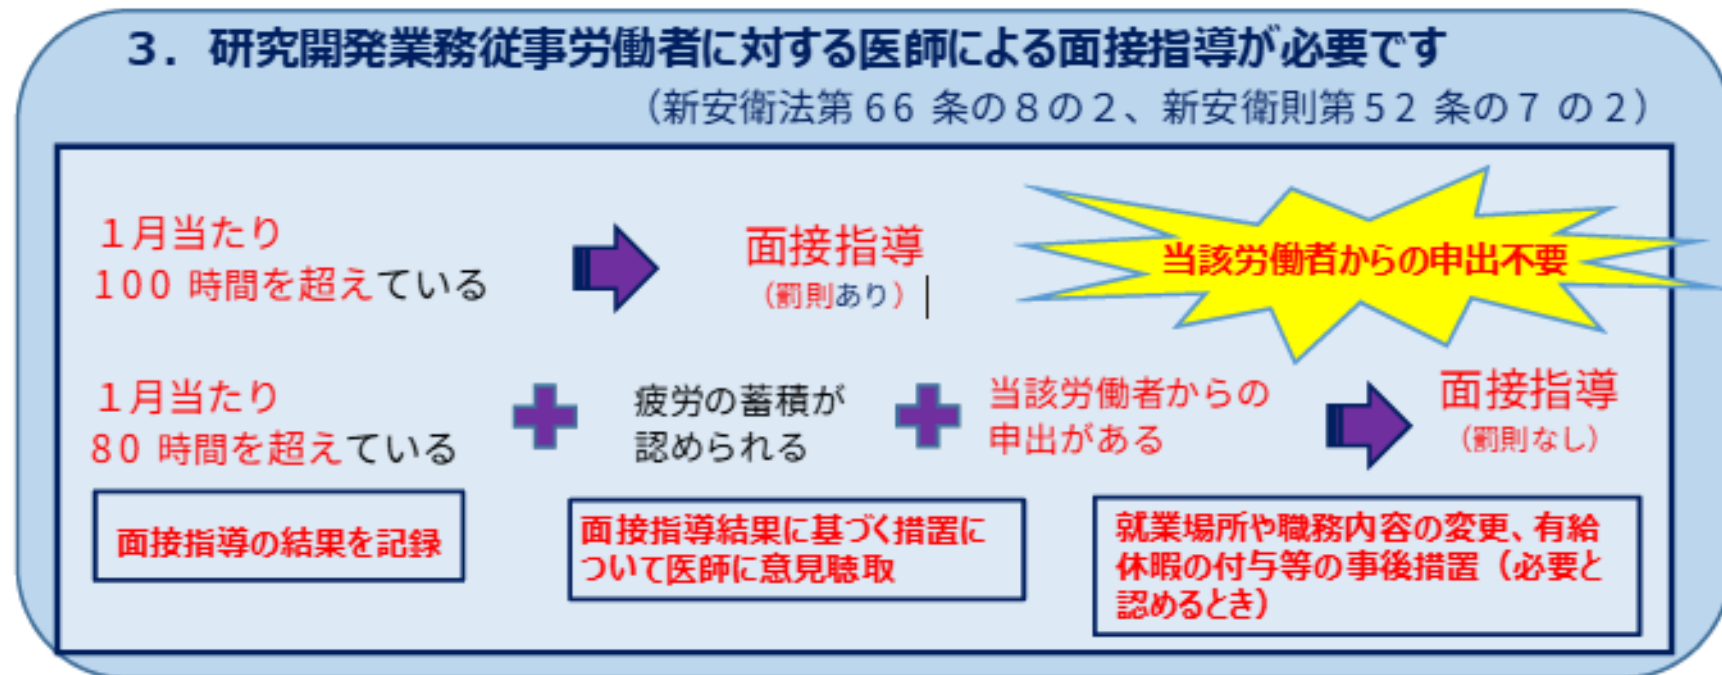 ３．研究開発業務従事労働者に対する医師による面接指導が必要です
（新安衛法第 66 条の８の２、新安衛則第 52 条の７ の２）
１月当たり
100 時間を超えている
面接指導
（罰則あり）
当該労働者からの申出不要
１月当たり
80 時間を超えている
疲労の蓄積が
認められる
当該労働者からの
申出がある
面接指導
（罰則なし）
面接指導の結果を記録
面接指導結果に基づく措置に
ついて医師に意見聴取
就業場所や職務内容の変更、有給
休暇の付与等の事後措置（必要と
認めるとき）